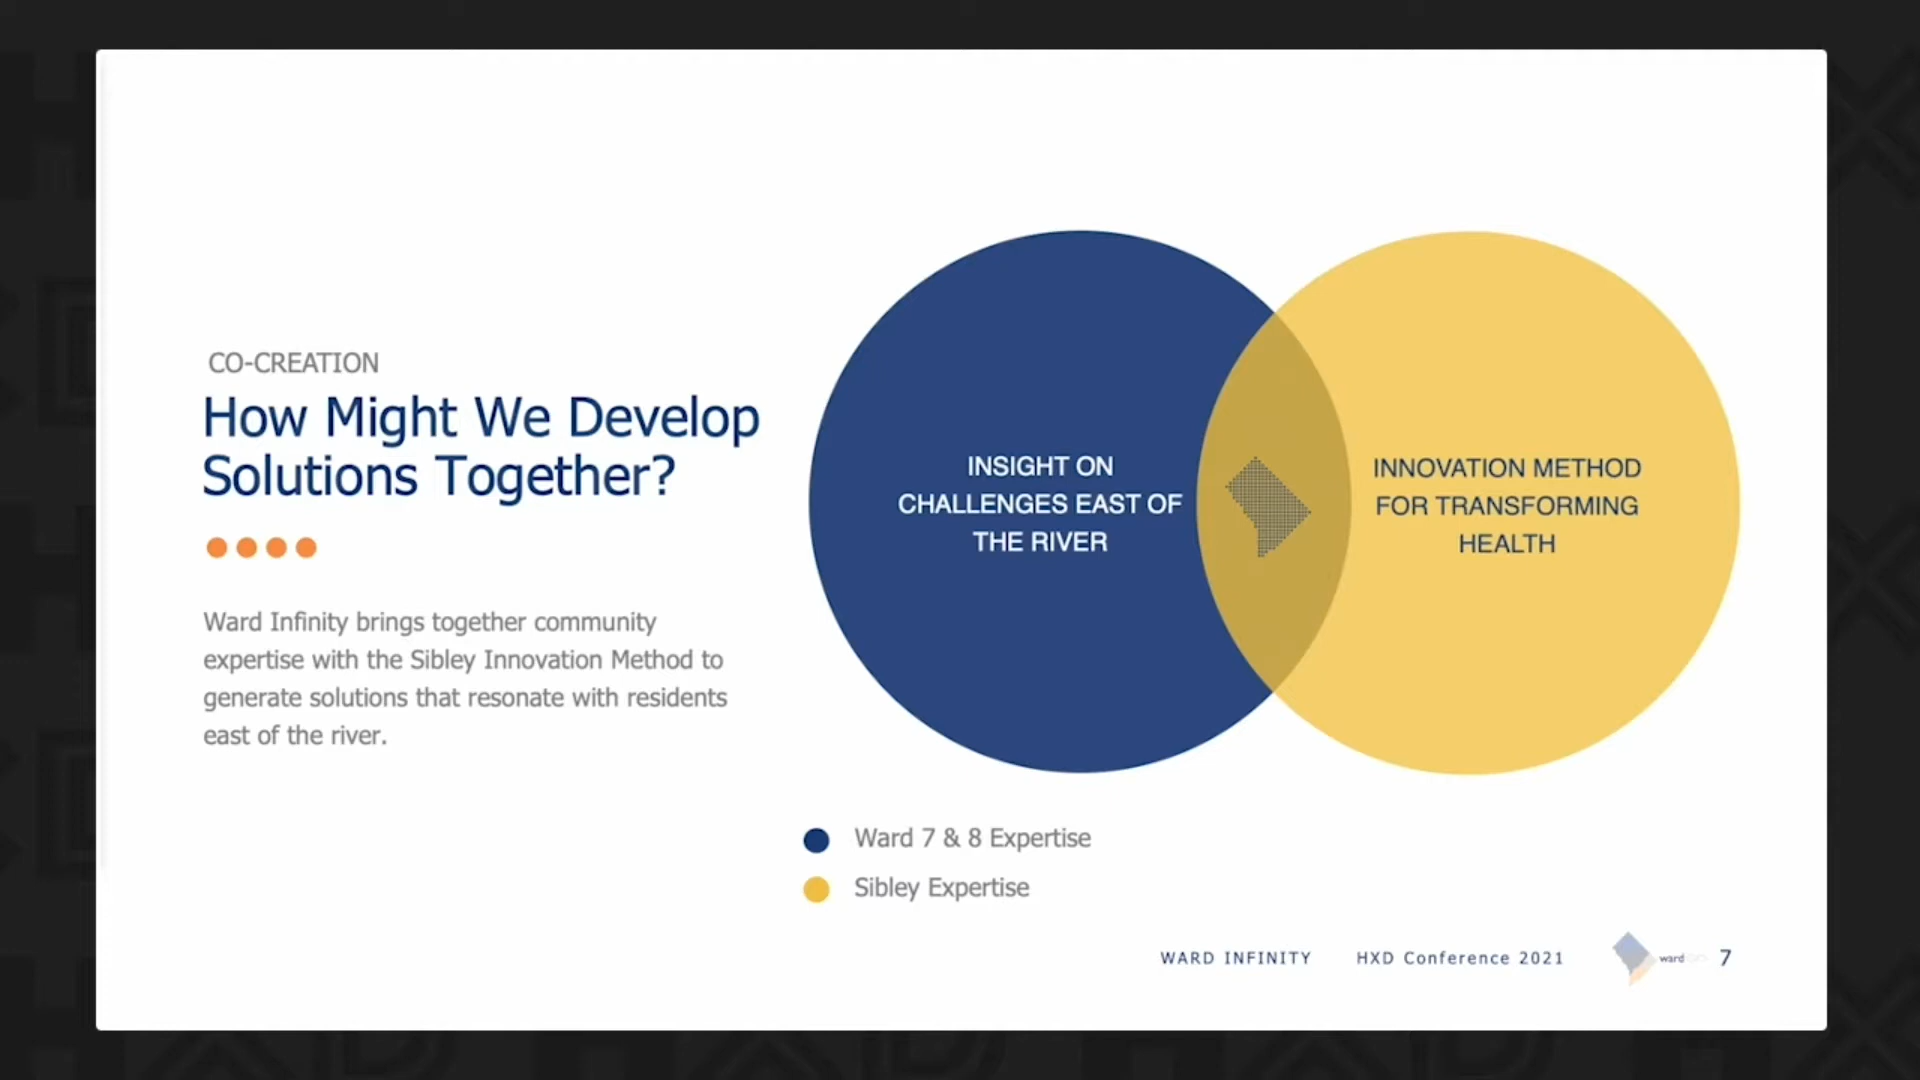 CO-CREATION
How Might We Develop
Solutions Together?
Ward Infinity brings together community
expertise with the Sibley Innovation Method to
generate solutions that resonate with residents
east of the river.
INSIGHT ON
CHALLENGES EAST OF
THE RIVER
INNOVATION METHOD
FOR TRANSFORMING
HEALTH
Ward 7 & 8 Expertise
Sibley Expertise
WARD INFINITY HXD Conference 2021 ward 7